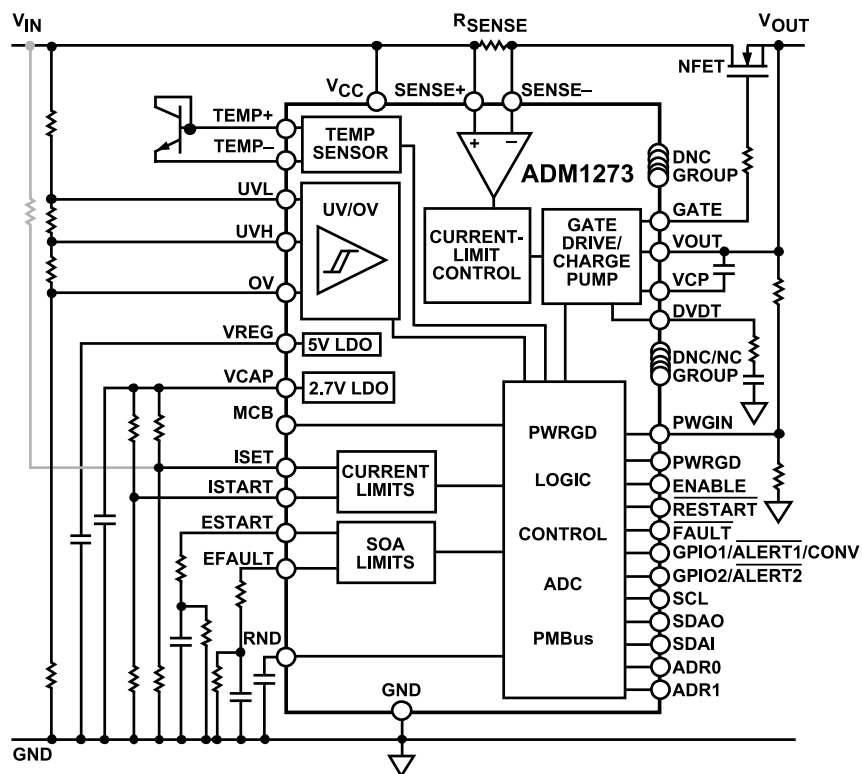 VIN
RSENSE
VOUT
NFET
VCC
SENSE+
SENSE–
TEMP+
TEMP–
TEMP
SENSOR
+
–
ADM1273
DNC
GROUP
UVL
UVH
OV
UV/OV
CURRENT-
LIMIT
CONTROL
GATE
DRIVE/
CHARGE
PUMP
GATE
VOUT
VCP
DVDT
VREG
5V LDO
DNC/NC
GROUP
VCAP
2.7V LDO
MCB
PWRGD
LOGIC
CONTROL
ADC
PMBus
PWGIN
ISET
ISTART
CURRENT
LIMITS
PWRGD
ENABLE
RESTART
FAULT
GPIO1/ALERT1/CONV
GPIO2/ALERT2
SCL
SDAO
SDAI
ADR0
ADR1
ESTART
EFAULT
SOA
LIMITS
RND
GND
GND